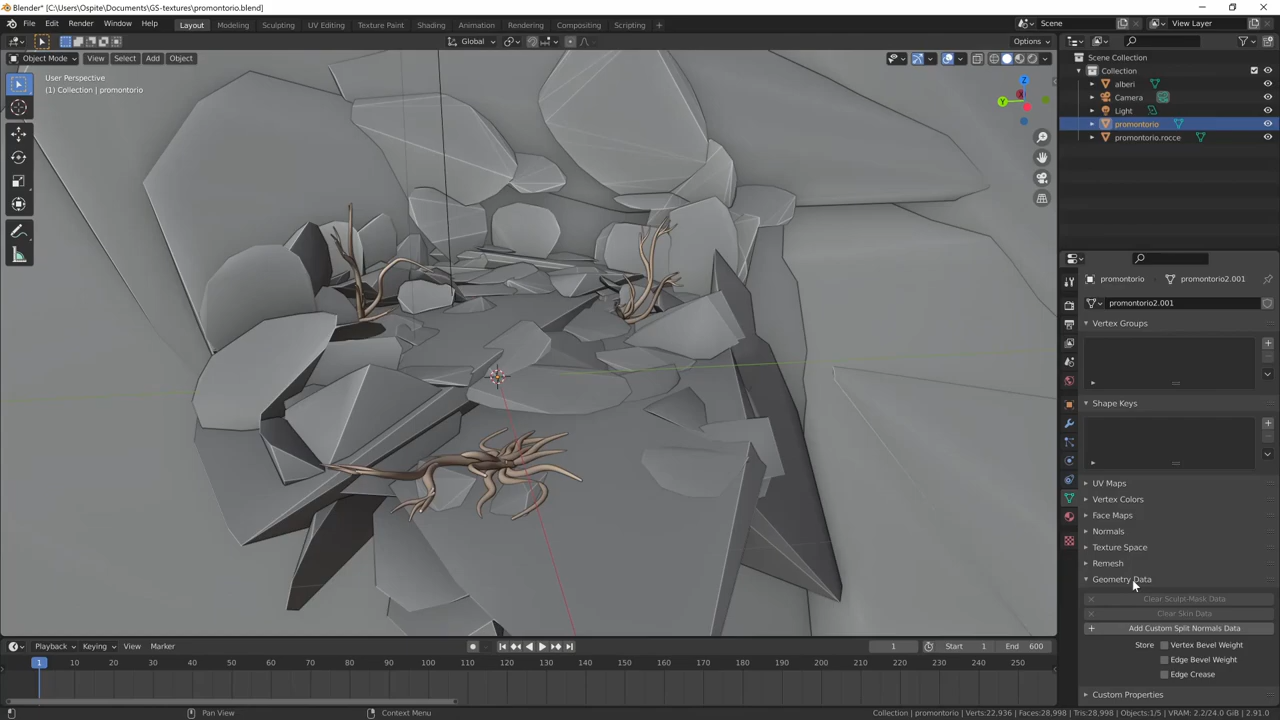 Blender* [C:\Users\Ospite\Documents\GS-textures\promontorio.blend]
File Edit Render Window Help Layout Modeling Sculpting UV Editing Texture Paint Shading Animation Rendering Compositing Scripting + Scene View Layer
Global Options
Object Mode View Select Add Object
User Perspective
(1) Collection | promontorio
Z
Y
X
Scene Collection
Collection
alberi
Camera
Light
promontorio
promontorio.rocce
promontorio promontorio2.001
promontorio2.001
Vertex Groups
Shape Keys
UV Maps
Vertex Colors
Face Maps
Normals
Texture Space
Remesh
Geometry Data
Clear Sculpt-Mask Data
Clear Skin Data
Add Custom Split Normals Data
Store Vertex Bevel Weight
Edge Bevel Weight
Edge Crease
Custom Properties
Playback Keying View Marker 1 Start 1 End 600
1 10 20 30 40 50 60 70 80 90 100 110 120 130 140 150 160 170 180 190 200 210 220 230 240 250
Select Pan View Context Menu Collection | promontorio | Verts:22,936 | Faces:28,998 | Tris:28,998 | Objects:1/5 | VRAM: 2.2/24.0 GiB | 2.91.0